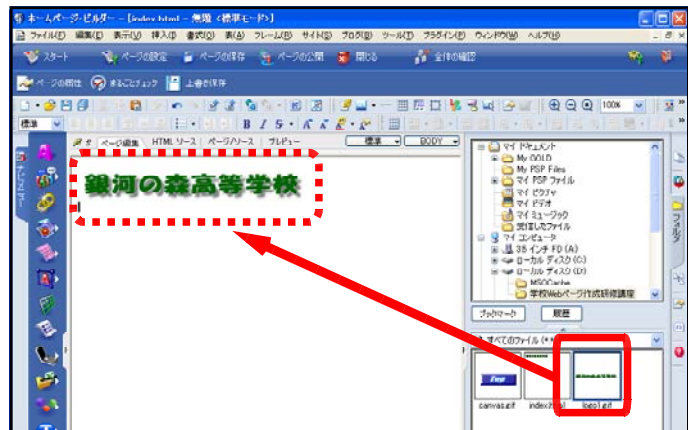 ホームページ・ビルダー - [index.html - 無題 <標準モード>]
ファイル(F) 編集(E) 表示(V) 挿入(I) 書式(O) 表(A) フレーム(R) サイト(S) ブログ(B) ツール(T) プラグイン(P) ウィンドウ(W) ヘルプ(H)
スタート ページの設定 ページの保存 ページの公開 閉じる 全体の確認
ページの属性 まるごとチェック 上書き保存
100%
標準
B I S
ページ編集 HTML ソース ページ/ソース プレビュー 標準 BODY
ナビメニュー
銀河の森高等学校
マイ ドキュメント
My GOLD
My PSP Files
マイ PSP ファイル
マイ ピクチャ
マイ ビデオ
マイ ミュージック
受信したファイル
マイ コンピュータ
3.5 インチ FD (A)
ローカル ディスク (C:)
ローカル ディスク (D:)
MSOCache
学校Webページ作成研修講座
フォルダ
ブックマーク 履歴
すべてのファイル (*.*)
canvas.gif index.html logo1.gif